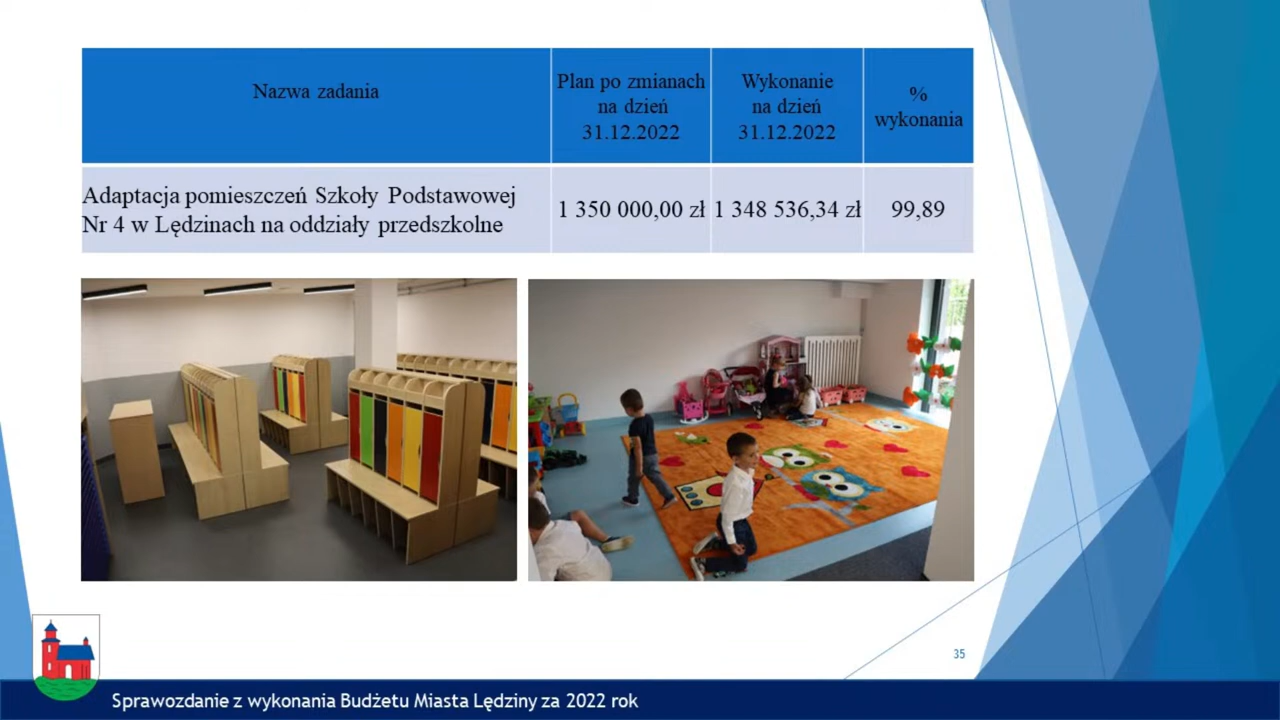 Nazwa zadania
Plan po zmianach
na dzień
31.12.2022
Wykonanie
na dzień
31.12.2022
%
wykonania
Adaptacja pomieszczeń Szkoły Podstawowej
Nr 4 w Lędzinach na oddziały przedszkolne
1 350 000,00 zł
1 348 536,34 zł
99,89
35
Sprawozdanie z wykonania Budżetu Miasta Lędziny za 2022 rok